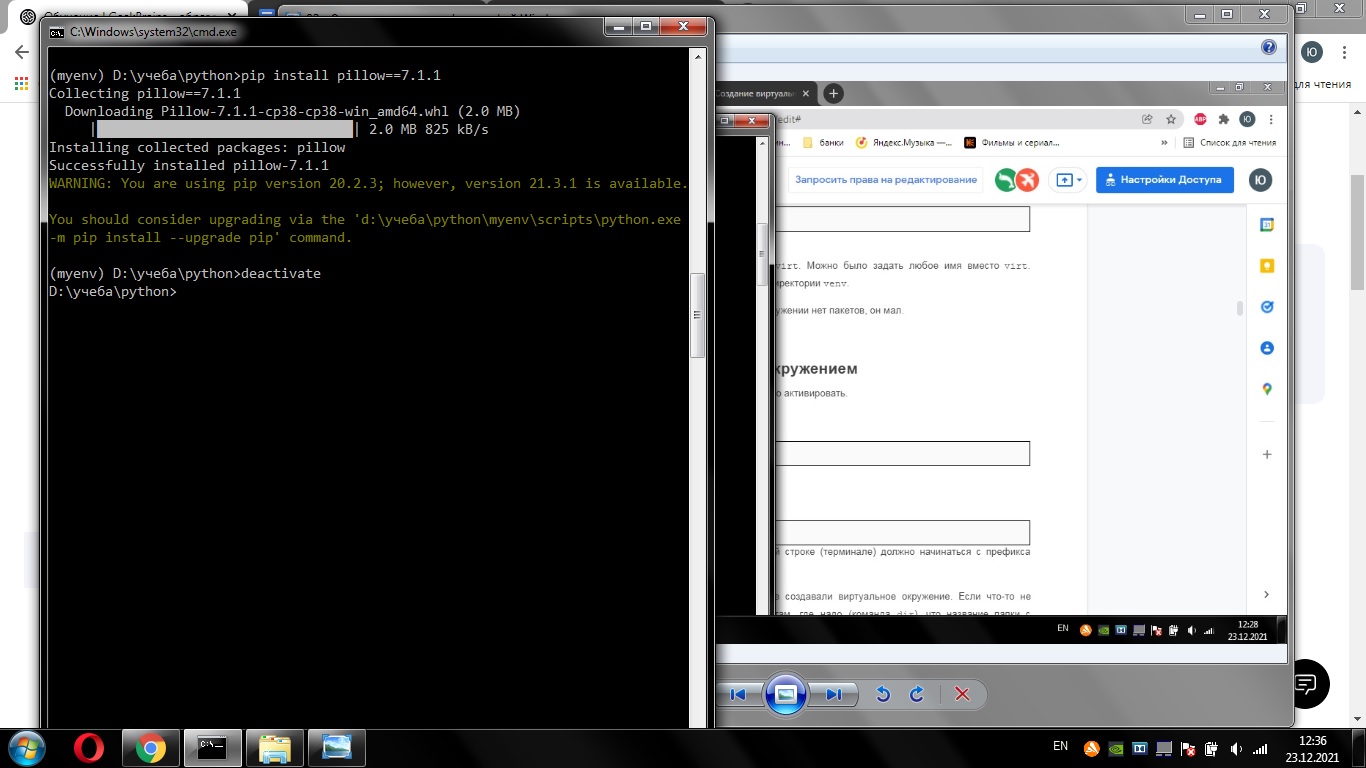 C:\Windows\system32\cmd.exe
(myenv) D:\учеба\python>pip install pillow==7.1.1
Collecting pillow==7.1.1
Downloading Pillow-7.1.1-cp38-cp38-win_amd64.whl (2.0 MB)
| | 2.0 MB 825 kB/s
Installing collected packages: pillow
Successfully installed pillow-7.1.1
WARNING: You are using pip version 20.2.3; however, version 21.3.1 is available.
You should consider upgrading via the 'd:\учеба\python\myenv\scripts\python.exe
-m pip install --upgrade pip' command.
(myenv) D:\учеба\python>deactivate
D:\учеба\python>
Создание виртуаль
edit#
банки
Яндекс.Музыка —...
Фильмы и сериал...
Список для чтения
для чтения
Запросить права на редактирование
Настройки Доступа
Ю
virt. Можно было задать любое имя вместо virt.
директории venv.
нет пакетов, он мал.
кружением
активировать.
строке (терминале) должно начинаться с префикса
создавали виртуальное окружение. Если что-то не
EN
12:28
23.12.2021
EN
12:36
23.12.2021